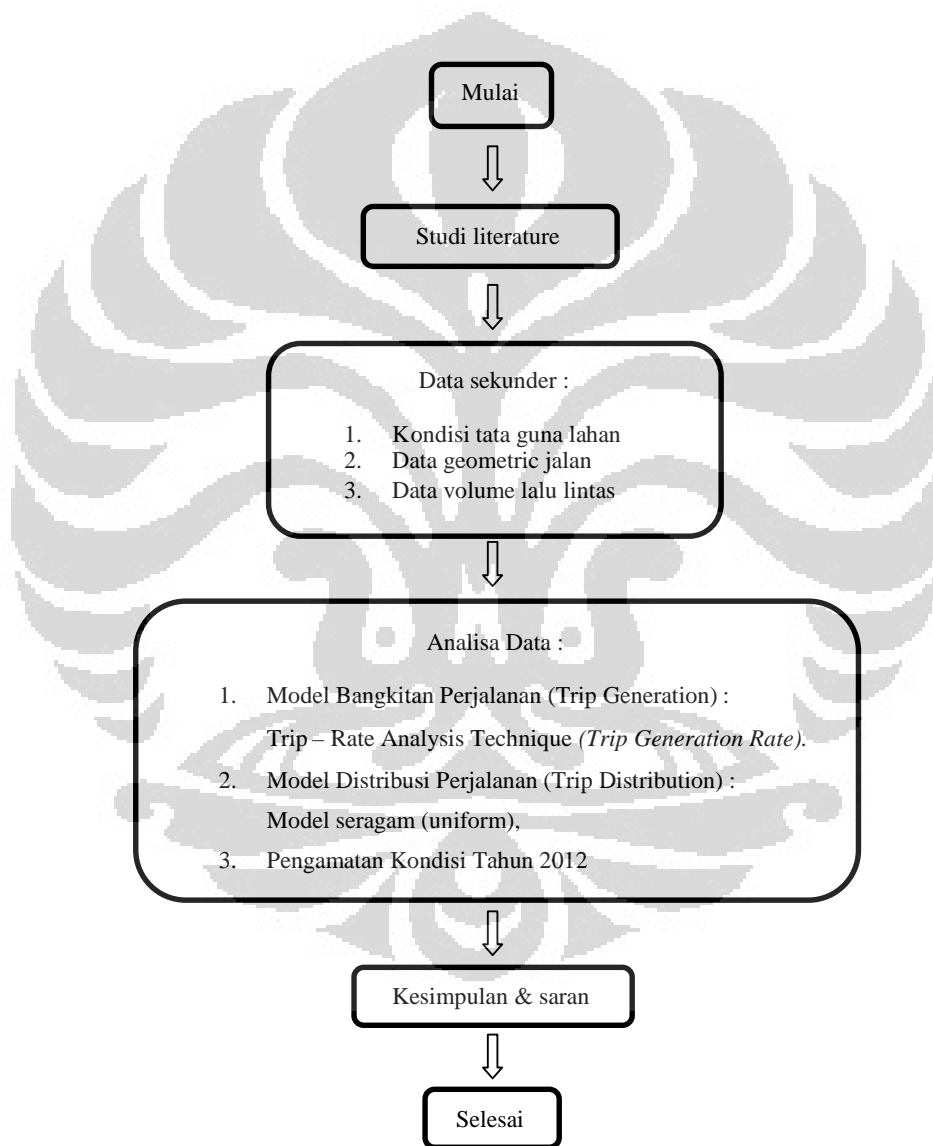 Mulai
Studi literature
Data sekunder :
1. Kondisi tata guna lahan
2. Data geometric jalan
3. Data volume lalu lintas
Analisa Data :
1. Model Bangkitan Perjalanan (Trip Generation) :
Trip – Rate Analysis Technique (Trip Generation Rate).
2. Model Distribusi Perjalanan (Trip Distribution) :
Model seragam (uniform),
3. Pengamatan Kondisi Tahun 2012
Kesimpulan & saran
Selesai